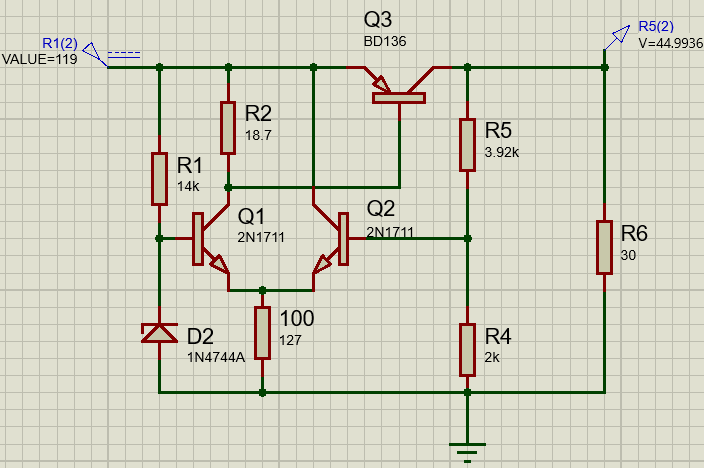 Q3
BD136
R1(2)
VALUE=119
R5(2)
V=44.9936
R2
18.7
R5
3.92k
R1
14k
Q1
2N1711
Q2
2N1711
R6
30
100
127
D2
1N4744A
R4
2k